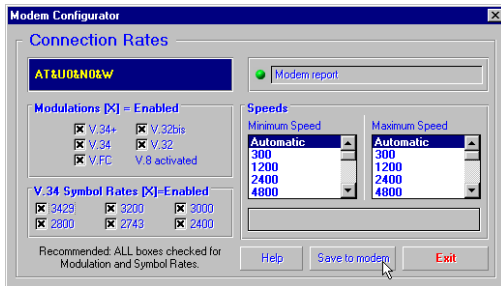 Modem Configurator
Connection Rates
AT&U0&N0&W
Modem report
Modulations [X] = Enabled
V.34+ V.32bis
V.34 V.32
V.FC V.8 activated
Speeds
Minimum Speed Maximum Speed
Automatic Automatic
300 300
1200 1200
2400 2400
4800 4800
V.34 Symbol Rates [X]=Enabled
3429 3200 3000
2800 2743 2400
Recommended: ALL boxes checked for
Modulation and Symbol Rates.
Help Save to modem Exit